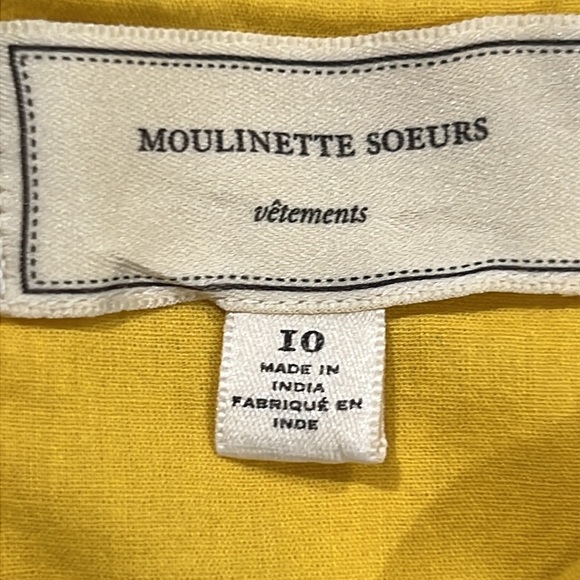 MOULINETTE SOEURS
vêtements
10
MADE IN
INDIA
FABRIQUÉ EN
INDE